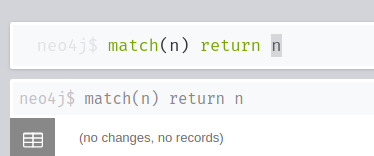 neo4j$ match(n) return n
neo4j$ match(n) return n
(no changes, no records)